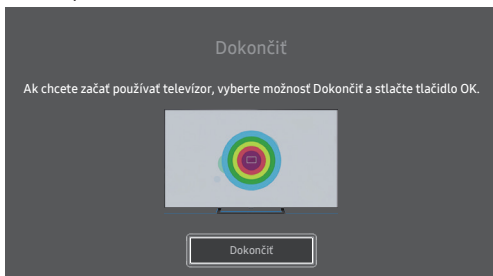 Dokončiť
Ak chcete začať používať televízor, vyberte možnosť Dokončiť a stlačte tlačidlo OK.
Dokončiť